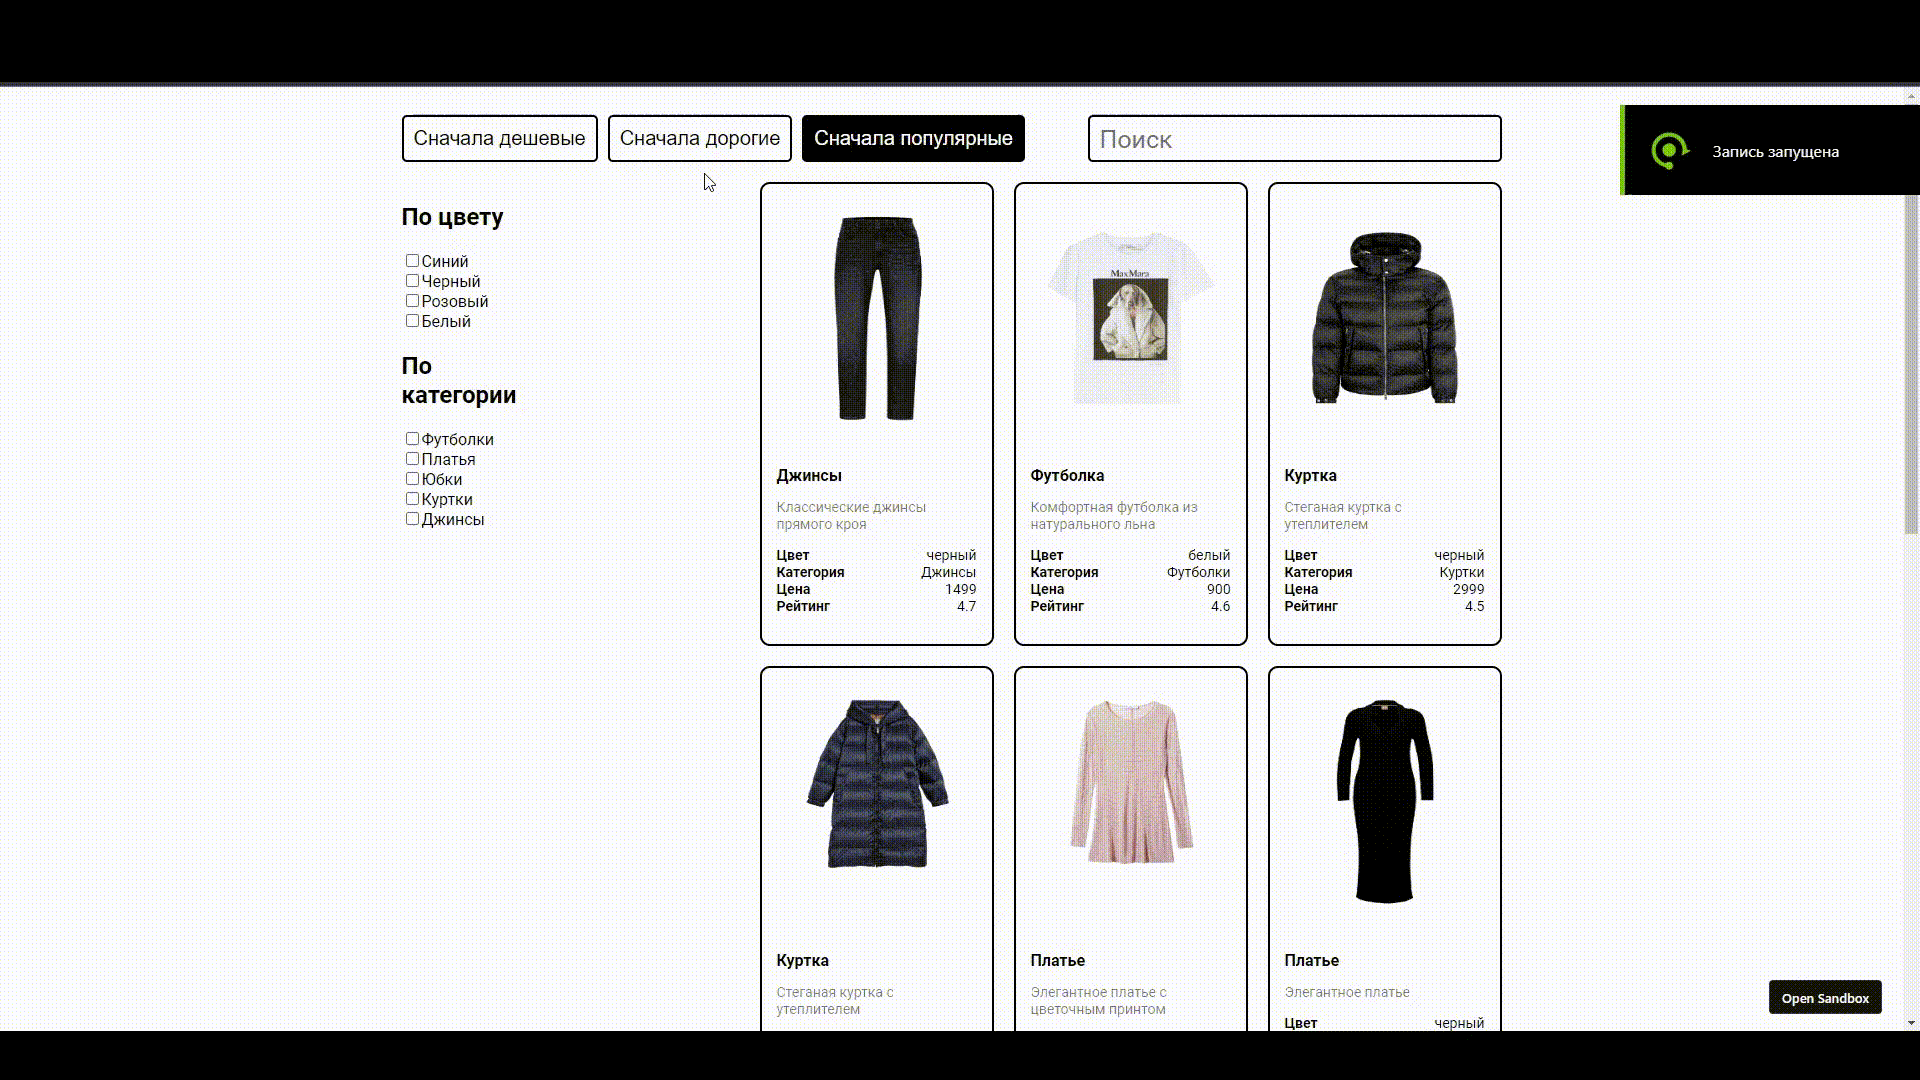 Сначала дешевые
Сначала дорогие
Сначала популярные
Поиск
Запись запущена
По цвету
Синий
Черный
Розовый
Белый
По
категории
Футболки
Платья
Юбки
Куртки
Джинсы
MaxMara
Джинсы
Классические джинсы
прямого кроя
Цвет черный
Категория Джинсы
Цена 1499
Рейтинг 4.7
Футболка
Комфортная футболка из
натурального льна
Цвет белый
Категория Футболки
Цена 900
Рейтинг 4.6
Куртка
Стеганая куртка с
утеплителем
Цвет черный
Категория Куртки
Цена 2999
Рейтинг 4.5
Куртка
Стеганая куртка с
утеплителем
Платье
Элегантное платье с
цветочным принтом
Платье
Элегантное платье
Цвет черный
Open Sandbox